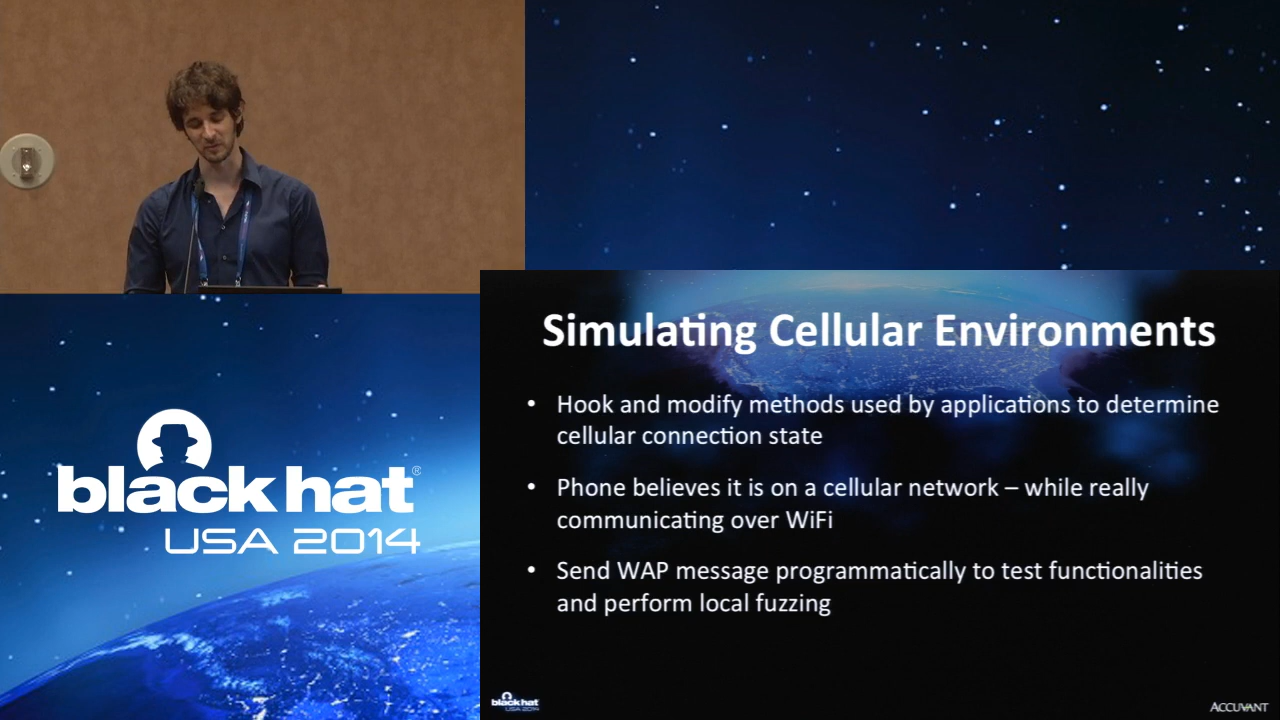 black hat®
USA 2014
Simulating Cellular Environments
• Hook and modify methods used by applications to determine
cellular connection state
• Phone believes it is on a cellular network – while really
communicating over WiFi
• Send WAP message programmatically to test functionalities
and perform local fuzzing
black hat
USA 2014
ACCUVANT